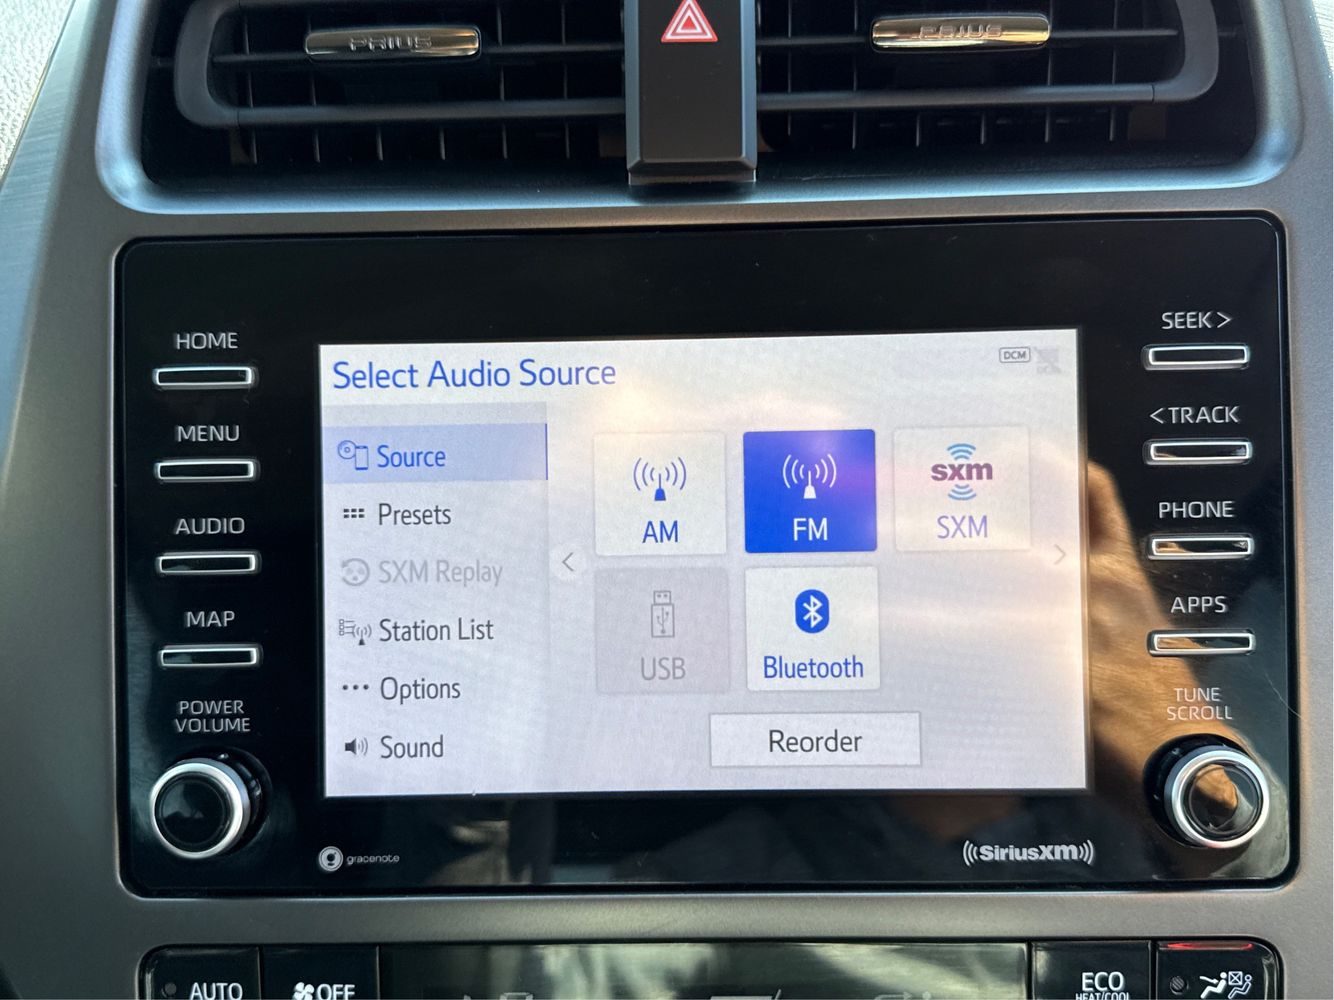 PRIUS
PRIUS
HOME
MENU
AUDIO
MAP
POWER
VOLUME
Select Audio Source
DCM
Source
Presets
SXM Replay
Station List
Options
Sound
AM
FM
sxm
SXM
USB
Bluetooth
Reorder
SEEK >
< TRACK
PHONE
APPS
TUNE
SCROLL
gracenote
((SiriusXM))
AUTO
OFF
ECO
HEAT/COOL